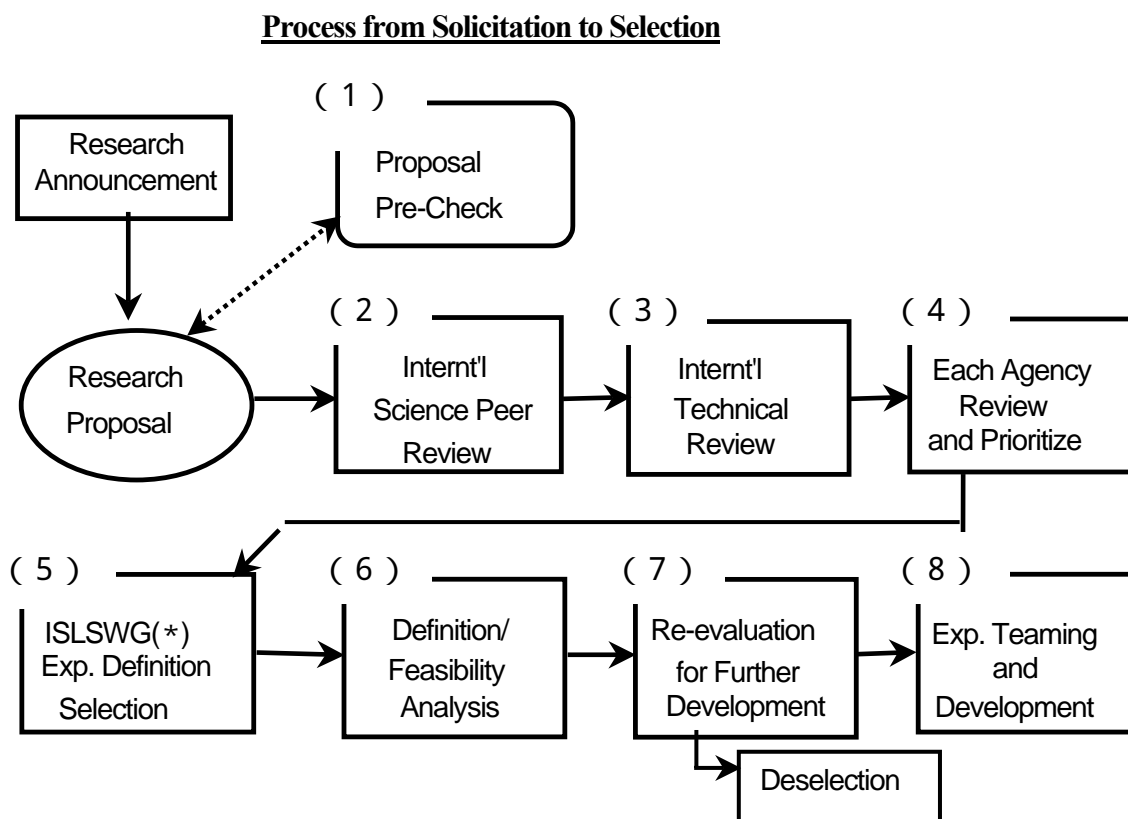 Process from Solicitation to Selection
Research
Announcement
( 1 )
Proposal
Pre-Check
Research
Proposal
( 2 )
Internt'l
Science Peer
Review
( 3 )
Internt'l
Technical
Review
( 4 )
Each Agency
Review
and Prioritize
( 5 )
ISLSWG(*)
Exp. Definition
Selection
( 6 )
Definition/
Feasibility
Analysis
( 7 )
Re-evaluation
for Further
Development
( 8 )
Exp. Teaming
and
Development
Deselection